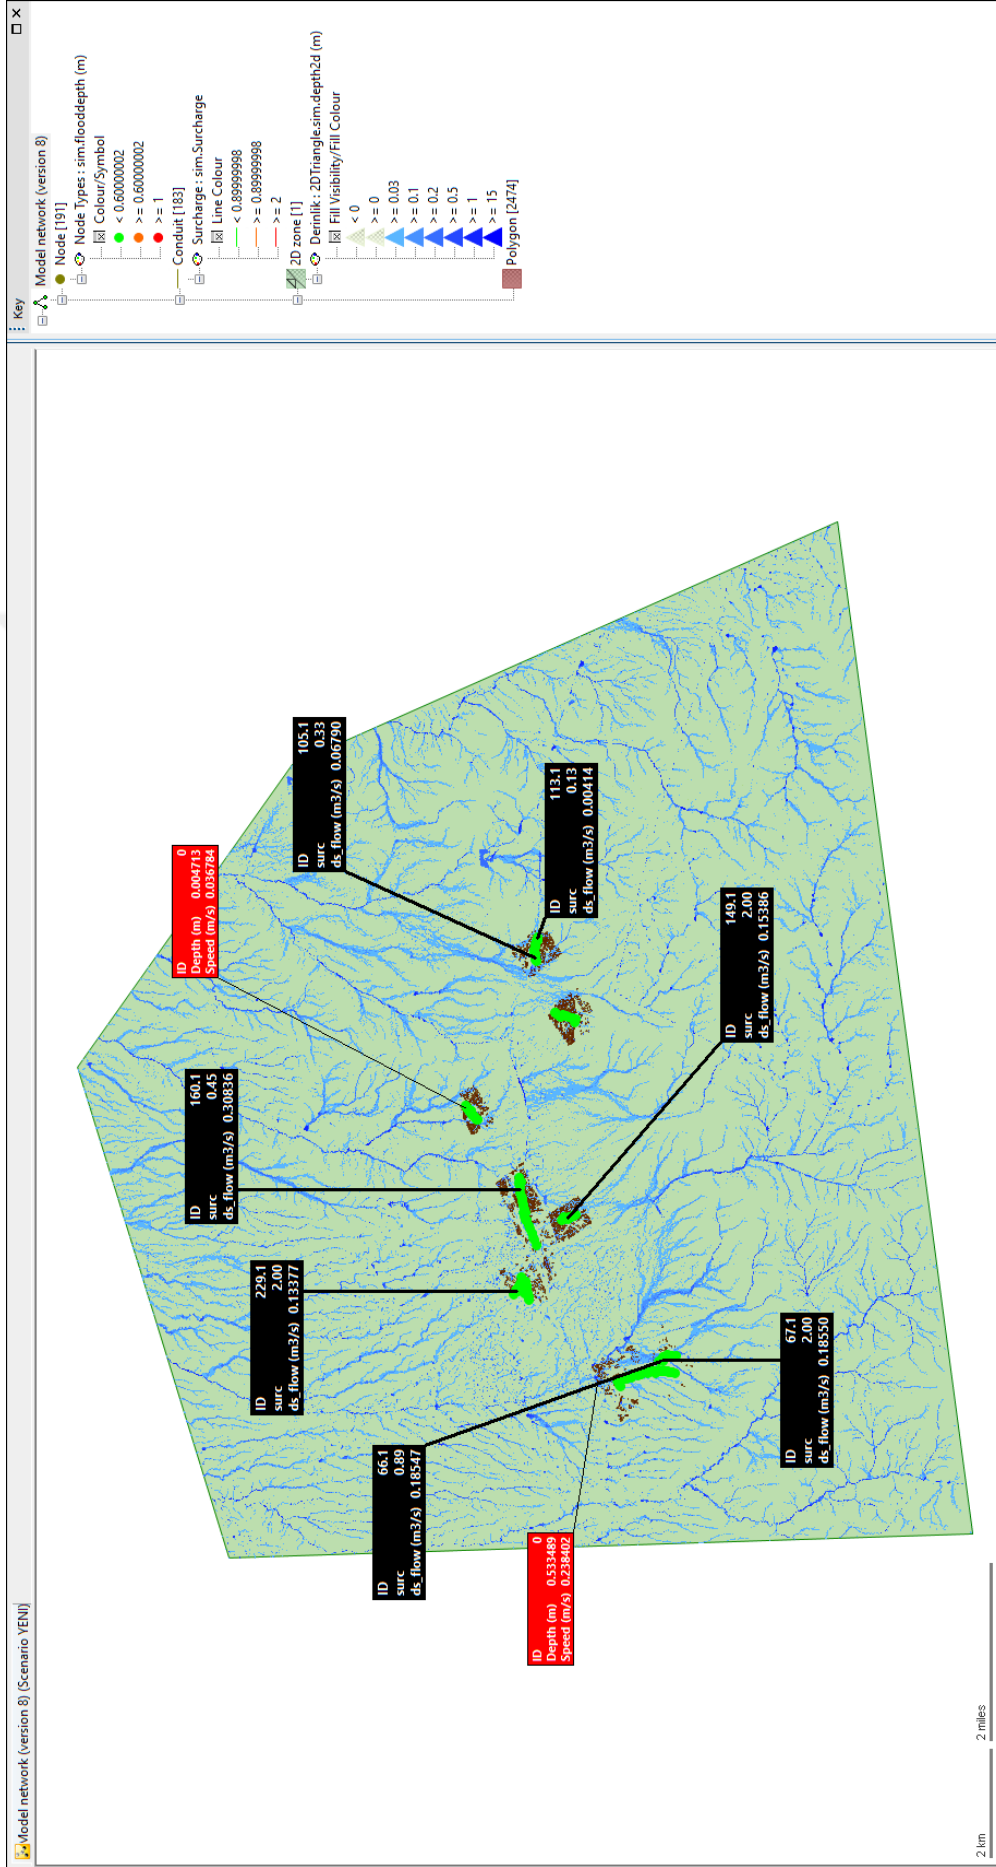 Model network (version 8) (Scenario YENI)
Key
Model network (version 8)
Node [191]
Node Types : sim.flooddepth (m)
Colour/Symbol
< 0.60000002
>= 0.60000002
>= 1
Conduit [183]
Surcharge : sim.Surcharge
Line Colour
< 0.89999998
>= 0.89999998
>= 2
2D zone [1]
Derinlik : 2DTriangle.sim.depth2d (m)
Fill Visibility/Fill Colour
< 0
>= 0
>= 0.03
>= 0.1
>= 0.2
>= 0.5
>= 1
>= 15
Polygon [2474]
ID 0
Depth (m) 0.004713
Speed (m/s) 0.036784
ID 160.1
surc 0.45
ds_flow (m3/s) 0.30836
ID 229.1
surc 2.00
ds_flow (m3/s) 0.13377
ID 105.1
surc 0.33
ds_flow (m3/s) 0.06790
ID 66.1
surc 0.89
ds_flow (m3/s) 0.18547
ID 0
Depth (m) 0.533489
Speed (m/s) 0.238402
ID 113.1
surc 0.13
ds_flow (m3/s) 0.00414
ID 149.1
surc 2.00
ds_flow (m3/s) 0.15386
ID 67.1
surc 2.00
ds_flow (m3/s) 0.18550
2 km
2 miles